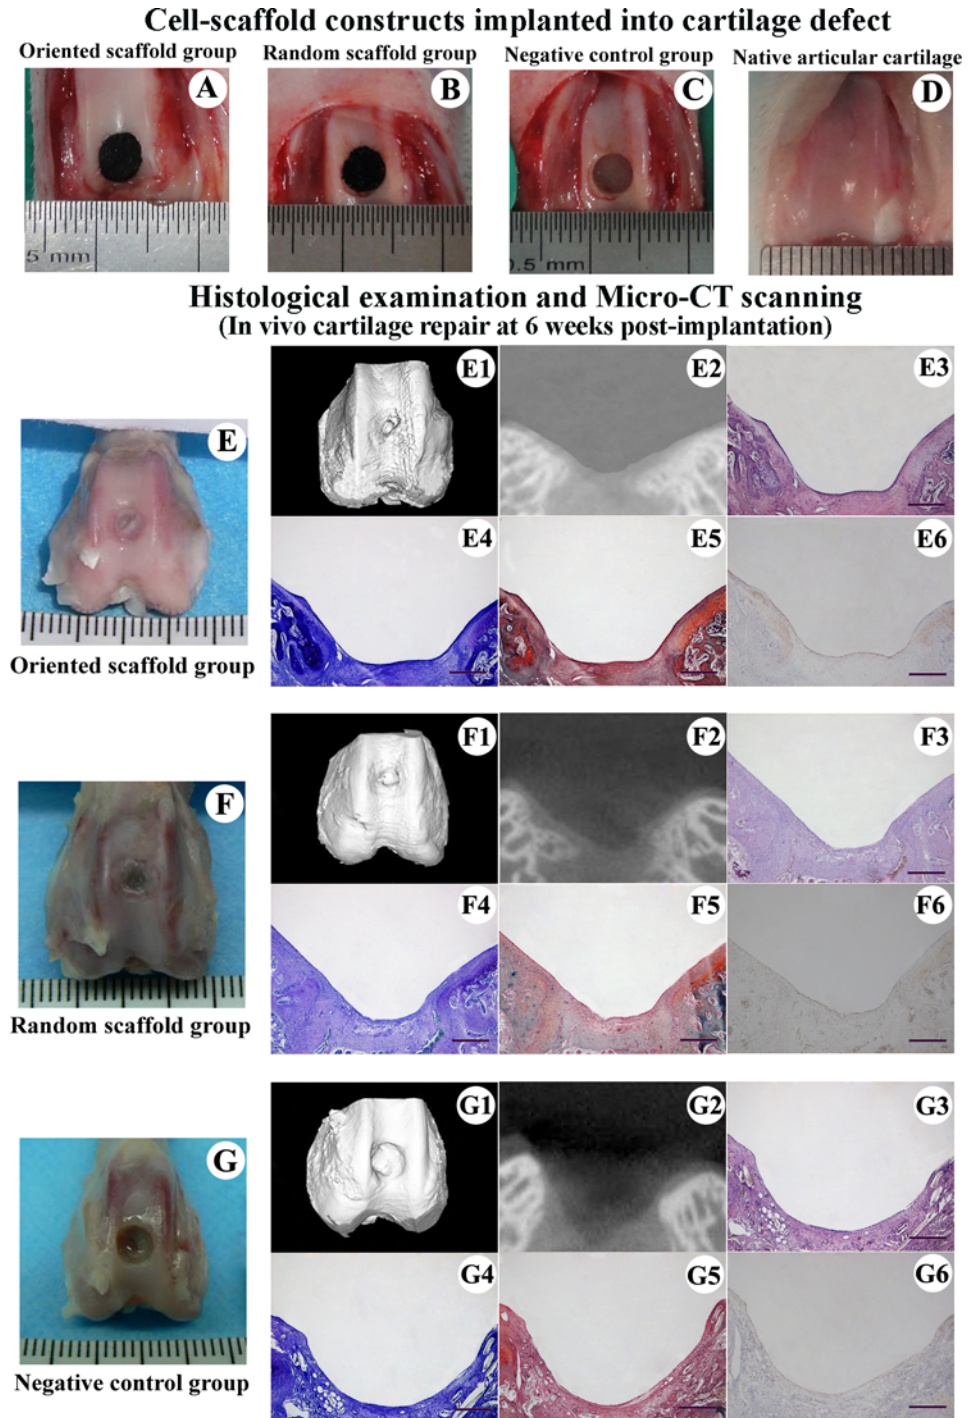 Cell-scaffold constructs implanted into cartilage defect
Oriented scaffold group
Random scaffold group
Negative control group
Native articular cartilage
A
B
C
D
5 mm
0.5 mm
Histological examination and Micro-CT scanning
(In vivo cartilage repair at 6 weeks post-implantation)
E
E1
E2
E3
E4
E5
E6
Oriented scaffold group
F
F1
F2
F3
F4
F5
F6
Random scaffold group
G
G1
G2
G3
G4
G5
G6
Negative control group